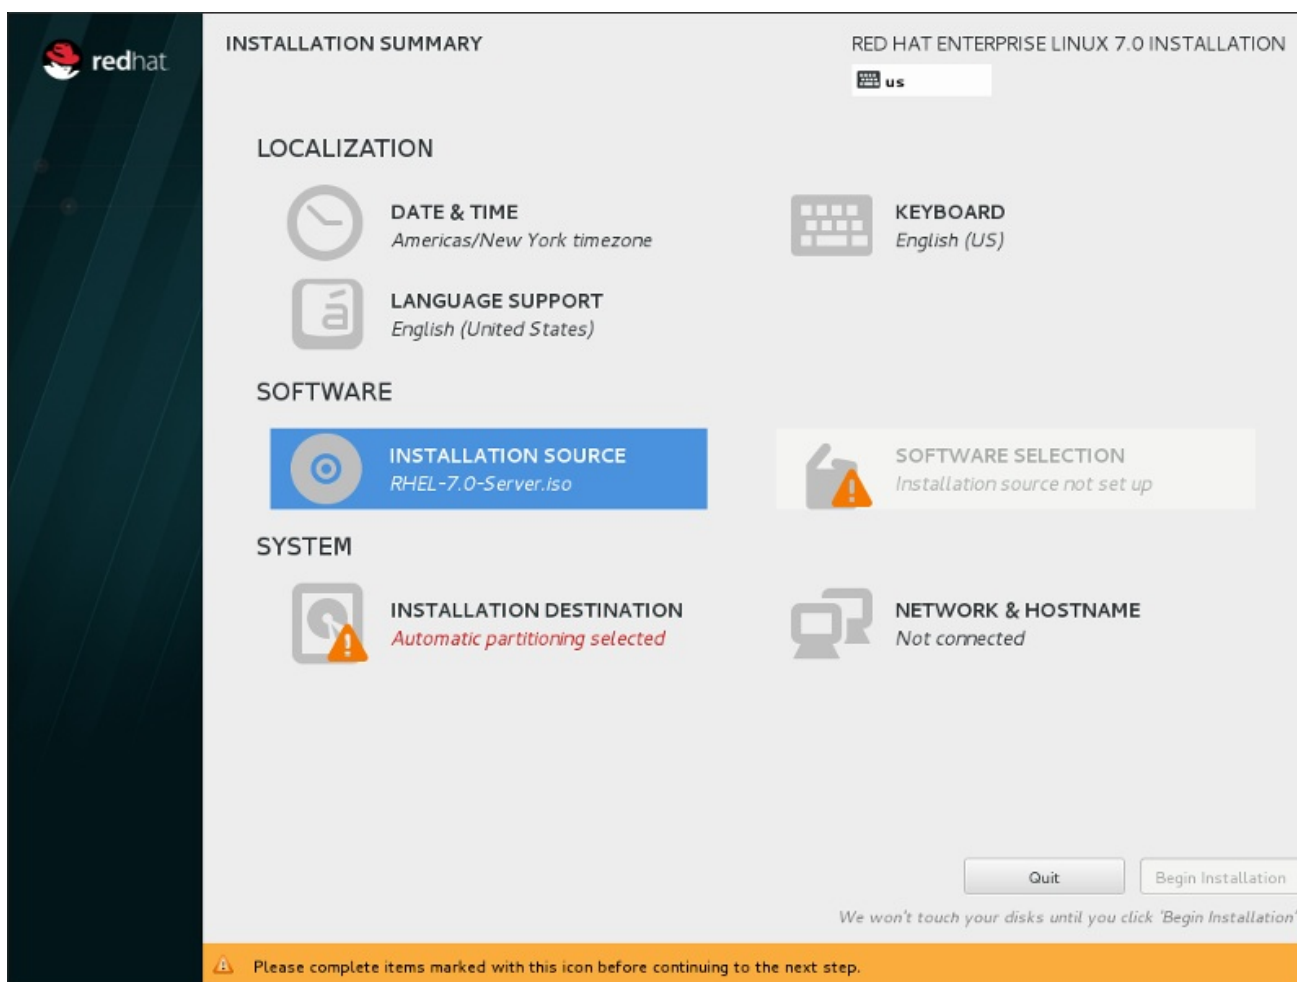 redhat
INSTALLATION SUMMARY
RED HAT ENTERPRISE LINUX 7.0 INSTALLATION
us
LOCALIZATION
DATE & TIME
Americas/New York timezone
KEYBOARD
English (US)
á
LANGUAGE SUPPORT
English (United States)
SOFTWARE
INSTALLATION SOURCE
RHEL-7.0-Server.iso
SOFTWARE SELECTION
Installation source not set up
SYSTEM
INSTALLATION DESTINATION
Automatic partitioning selected
NETWORK & HOSTNAME
Not connected
Quit
Begin Installation
We won't touch your disks until you click 'Begin Installation'
Please complete items marked with this icon before continuing to the next step.